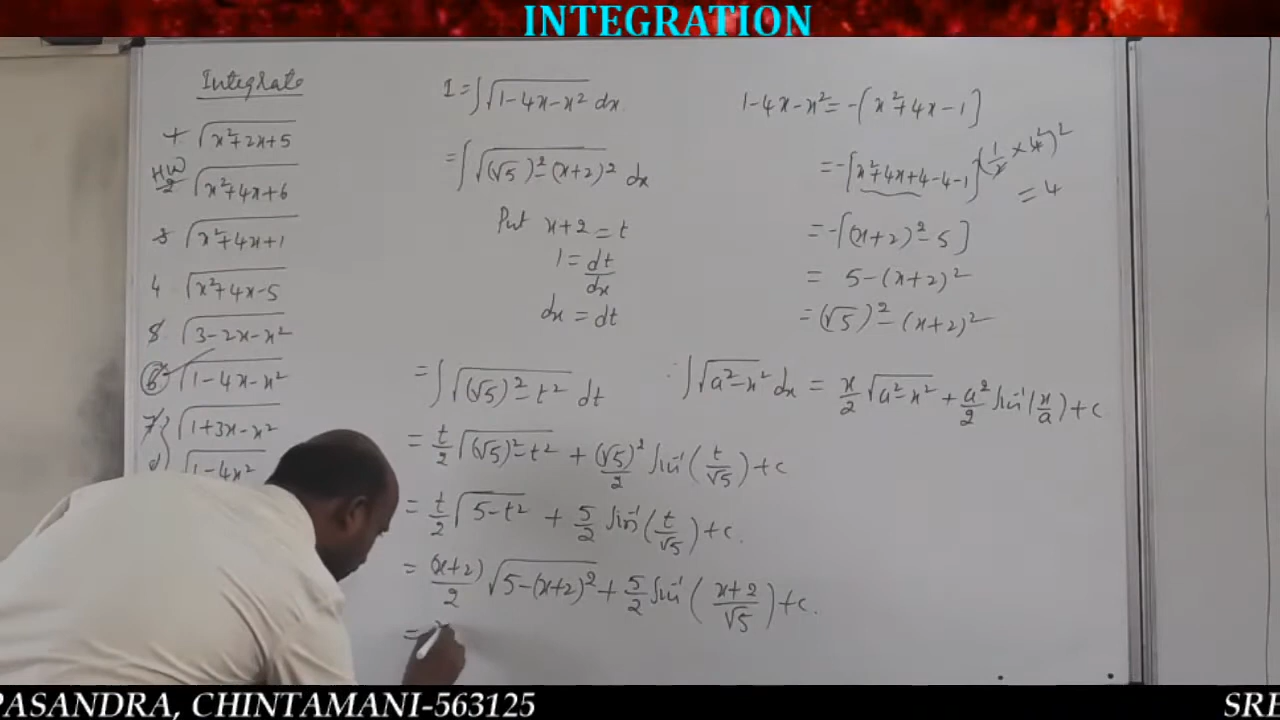 INTEGRATION
Integrate
1 √x²+2x+5
HW
2 √x²+4x+6
3 √x²+4x+1
4 √x²+4x-5
5 √3-2x-x²
6 √1-4x-x²
7 √1+3x-x²
√1-4x²
I = ∫√1-4x-x² dx
= ∫√(√5)²-(x+2)² dx
Put x+2 = t
1 = dt/dx
dx = dt
= ∫√(√5)²-t² dt
= t/2 √(√5)²-t² + (√5)²/2 sin⁻¹(t/√5)+c
= t/2 √5-t² + 5/2 sin⁻¹(t/√5)+c.
= (x+2)/2 √5-(x+2)² + 5/2 sin⁻¹(x+2/√5)+c.
=
1-4x-x² = -[x²+4x-1]
= -[x²+4x+4-4-1]
(1/2 × 4²)²
= 4
= -[(x+2)²-5]
= 5-(x+2)²
= (√5)²-(x+2)²
∵ ∫√a²-x² dx = x/2 √a²-x² + a²/2 sin⁻¹(x/a)+c
PASANDRA, CHINTAMANI-563125